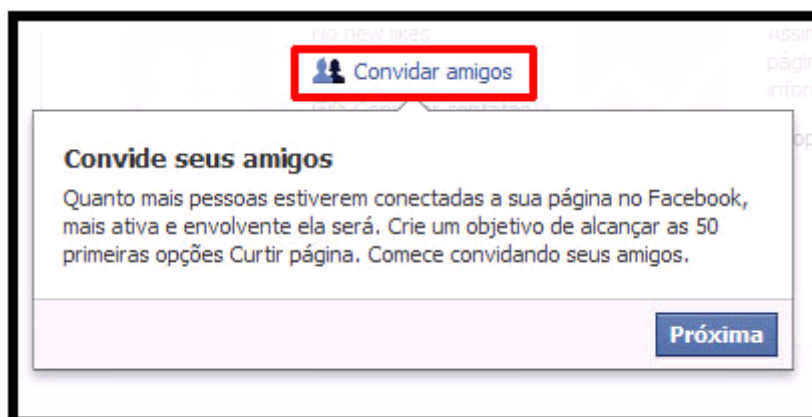 No new likes
Convidar amigos
Convide seus amigos
Quanto mais pessoas estiverem conectadas a sua página no Facebook,
mais ativa e envolvente ela será. Crie um objetivo de alcançar as 50
primeiras opções Curtir página. Comece convidando seus amigos.
Próxima